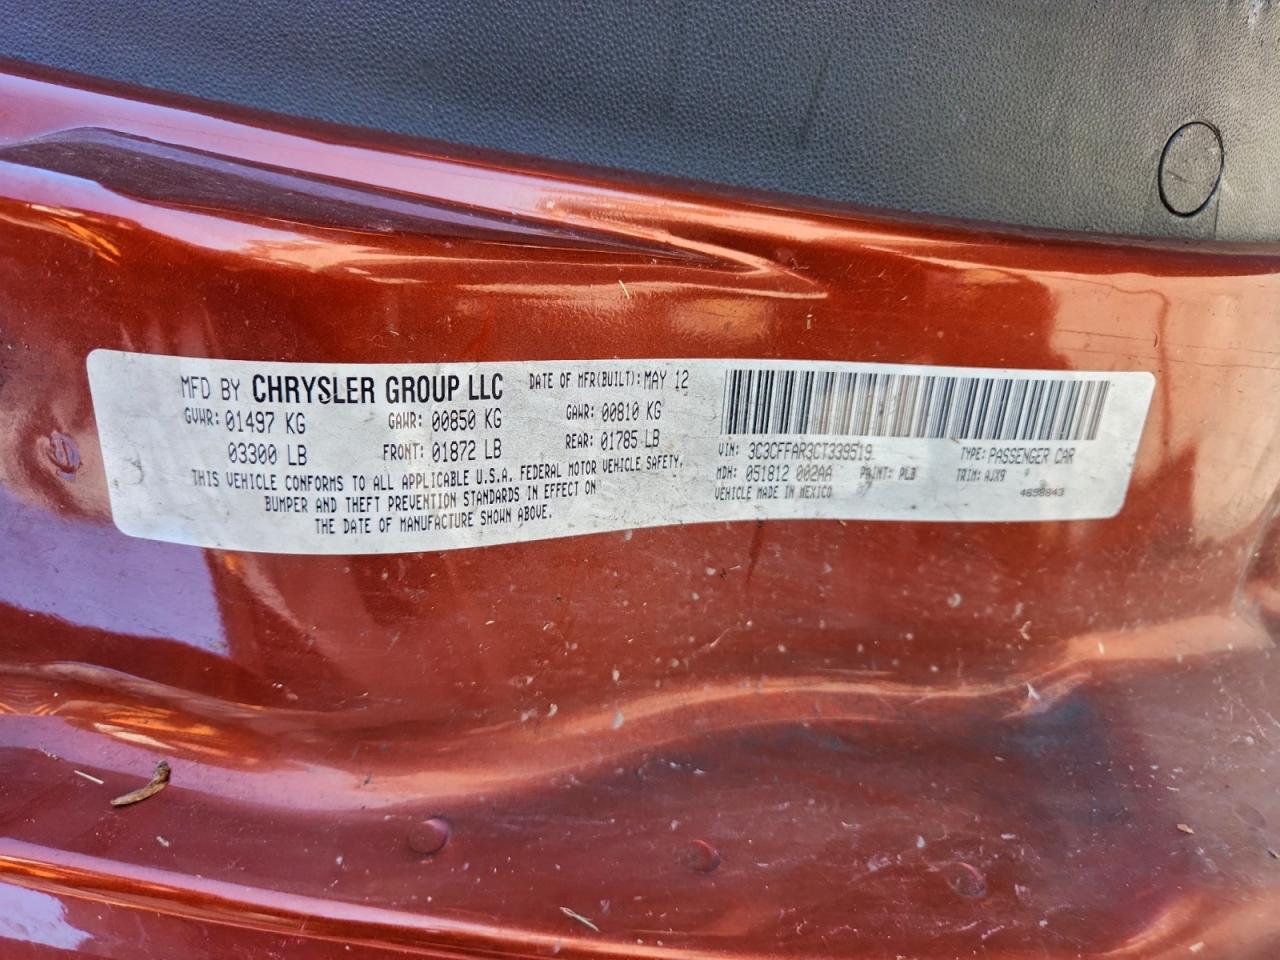 MFD BY CHRYSLER GROUP LLC DATE OF MFR(BUILT): MAY 12
GVWR: 01497 KG GAWR: 00850 KG GAWR: 00810 KG
03300 LB FRONT: 01872 LB REAR: 01785 LB
THIS VEHICLE CONFORMS TO ALL APPLICABLE U.S.A. FEDERAL MOTOR VEHICLE SAFETY,
BUMPER AND THEFT PREVENTION STANDARDS IN EFFECT ON
THE DATE OF MANUFACTURE SHOWN ABOVE.
VIN: 3C3CFFAR3CT339519 TYPE: PASSENGER CAR
MDH: 051812 002AA PAINT: PLB TRIM: AJX9
VEHICLE MADE IN MEXICO 4698843